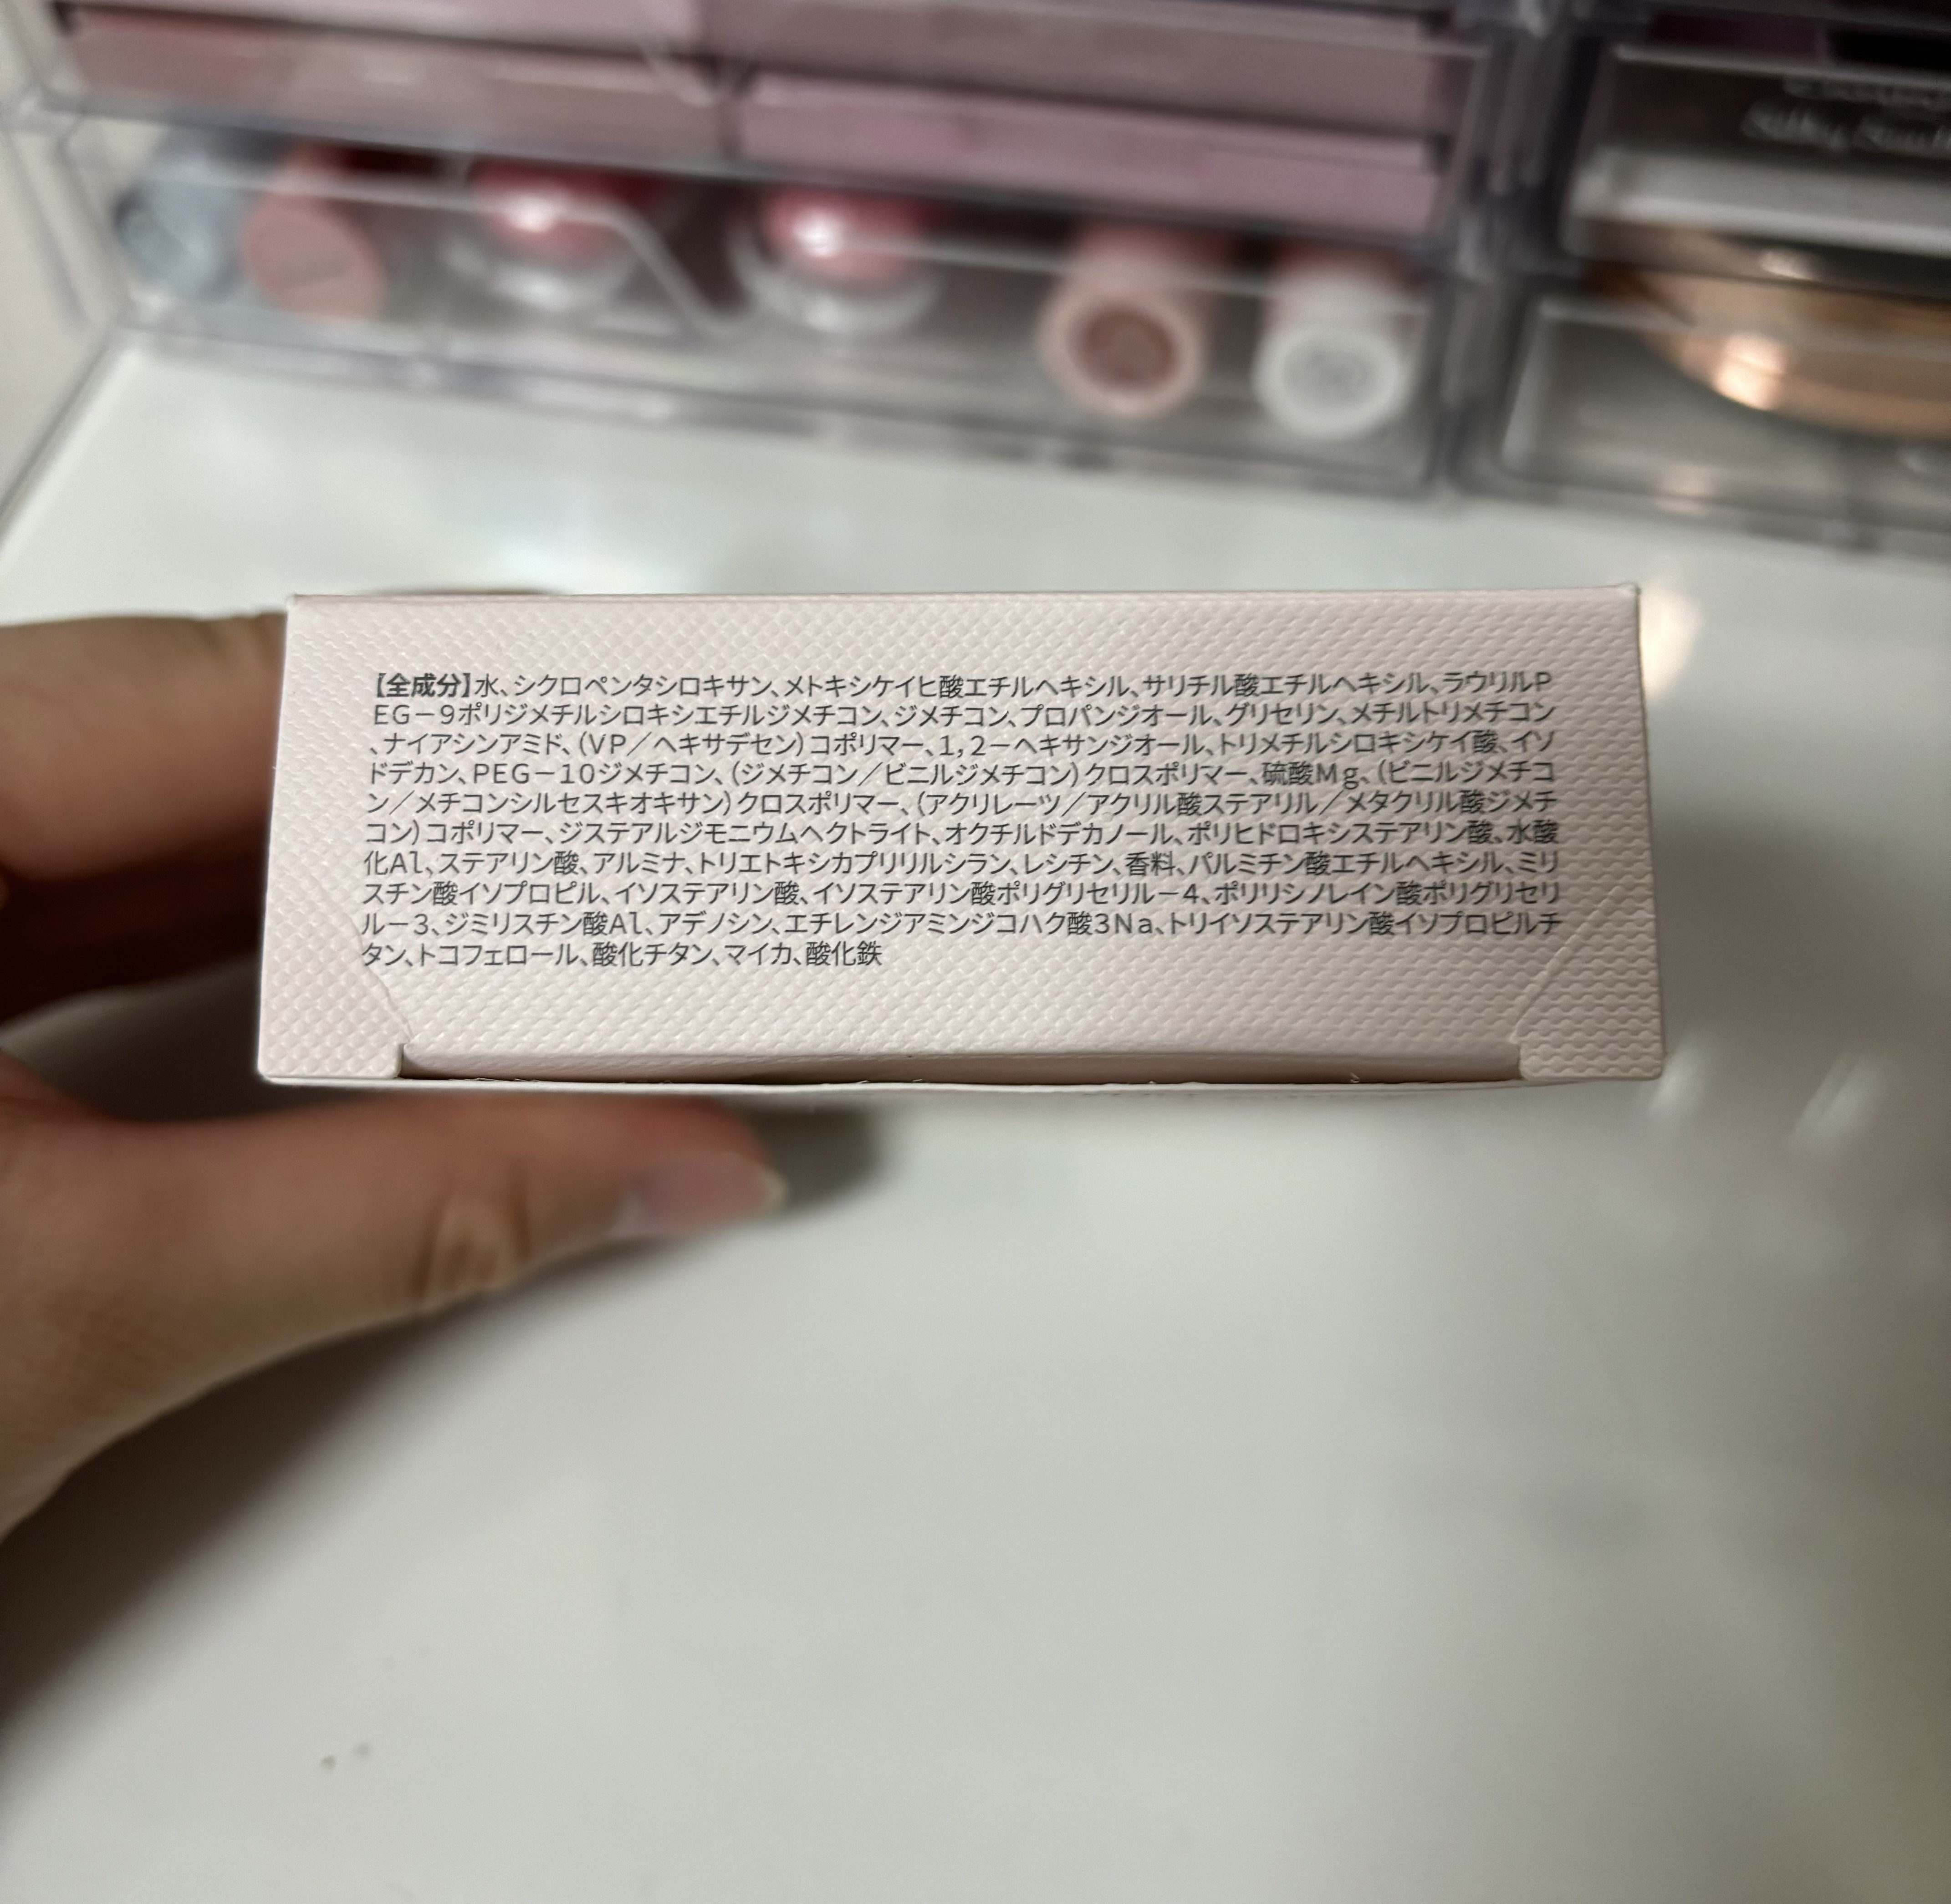 【全成分】水、シクロペンタシロキサン、メトキシケイヒ酸エチルヘキシル、サリチル酸エチルヘキシル、ラウリルP
EG－9ポリジメチルシロキシエチルジメチコン、ジメチコン、プロパンジオール、グリセリン、メチルトリメチコン
、ナイアシンアミド、（VP／ヘキサデセン）コポリマー、1，2－ヘキサンジオール、トリメチルシロキシケイ酸、イソ
ドデカン、PEG－10ジメチコン、（ジメチコン／ビニルジメチコン）クロスポリマー、硫酸Mg、（ビニルジメチコ
ン／メチコンシルセスキオキサン）クロスポリマー、（アクリレーツ／アクリル酸ステアリル／メタクリル酸ジメチ
コン）コポリマー、ジステアルジモニウムヘクトライト、オクチルドデカノール、ポリヒドロキシステアリン酸、水酸
化Al、ステアリン酸、アルミナ、トリエトキシカプリリルシラン、レシチン、香料、パルミチン酸エチルヘキシル、ミリ
スチン酸イソプロピル、イソステアリン酸、イソステアリン酸ポリグリセリル－4、ポリリシノレイン酸ポリグリセリ
ル－3、ジミリスチン酸Al、アデノシン、エチレンジアミンジコハク酸3Na、トリイソステアリン酸イソプロピルチ
タン、トコフェロール、酸化チタン、マイカ、酸化鉄